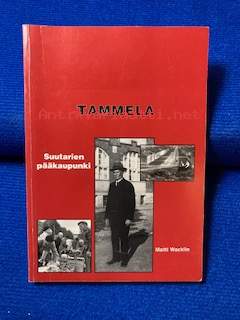 TAMMELA
Suutarien
pääkaupunki
Matti Wacklin